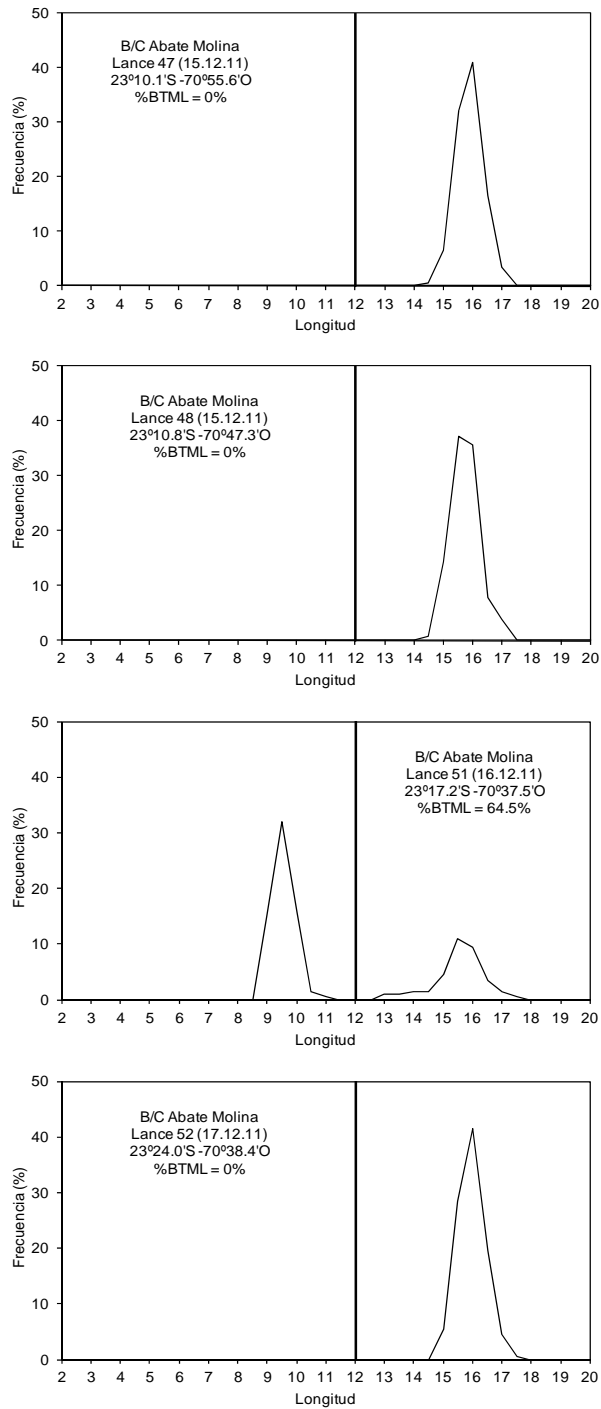 50
40
30
20
10
0
Frecuencia (%)
B/C Abate Molina
Lance 47 (15.12.11)
23º10.1'S -70º55.6'O
%BTML = 0%
2 3 4 5 6 7 8 9 10 11 12 13 14 15 16 17 18 19 20
Longitud
50
40
30
20
10
0
Frecuencia (%)
B/C Abate Molina
Lance 48 (15.12.11)
23º10.8'S -70º47.3'O
%BTML = 0%
2 3 4 5 6 7 8 9 10 11 12 13 14 15 16 17 18 19 20
Longitud
50
40
30
20
10
0
Frecuencia (%)
B/C Abate Molina
Lance 51 (16.12.11)
23º17.2'S -70º37.5'O
%BTML = 64.5%
2 3 4 5 6 7 8 9 10 11 12 13 14 15 16 17 18 19 20
Longitud
50
40
30
20
10
0
Frecuencia (%)
B/C Abate Molina
Lance 52 (17.12.11)
23º24.0'S -70º38.4'O
%BTML = 0%
2 3 4 5 6 7 8 9 10 11 12 13 14 15 16 17 18 19 20
Longitud